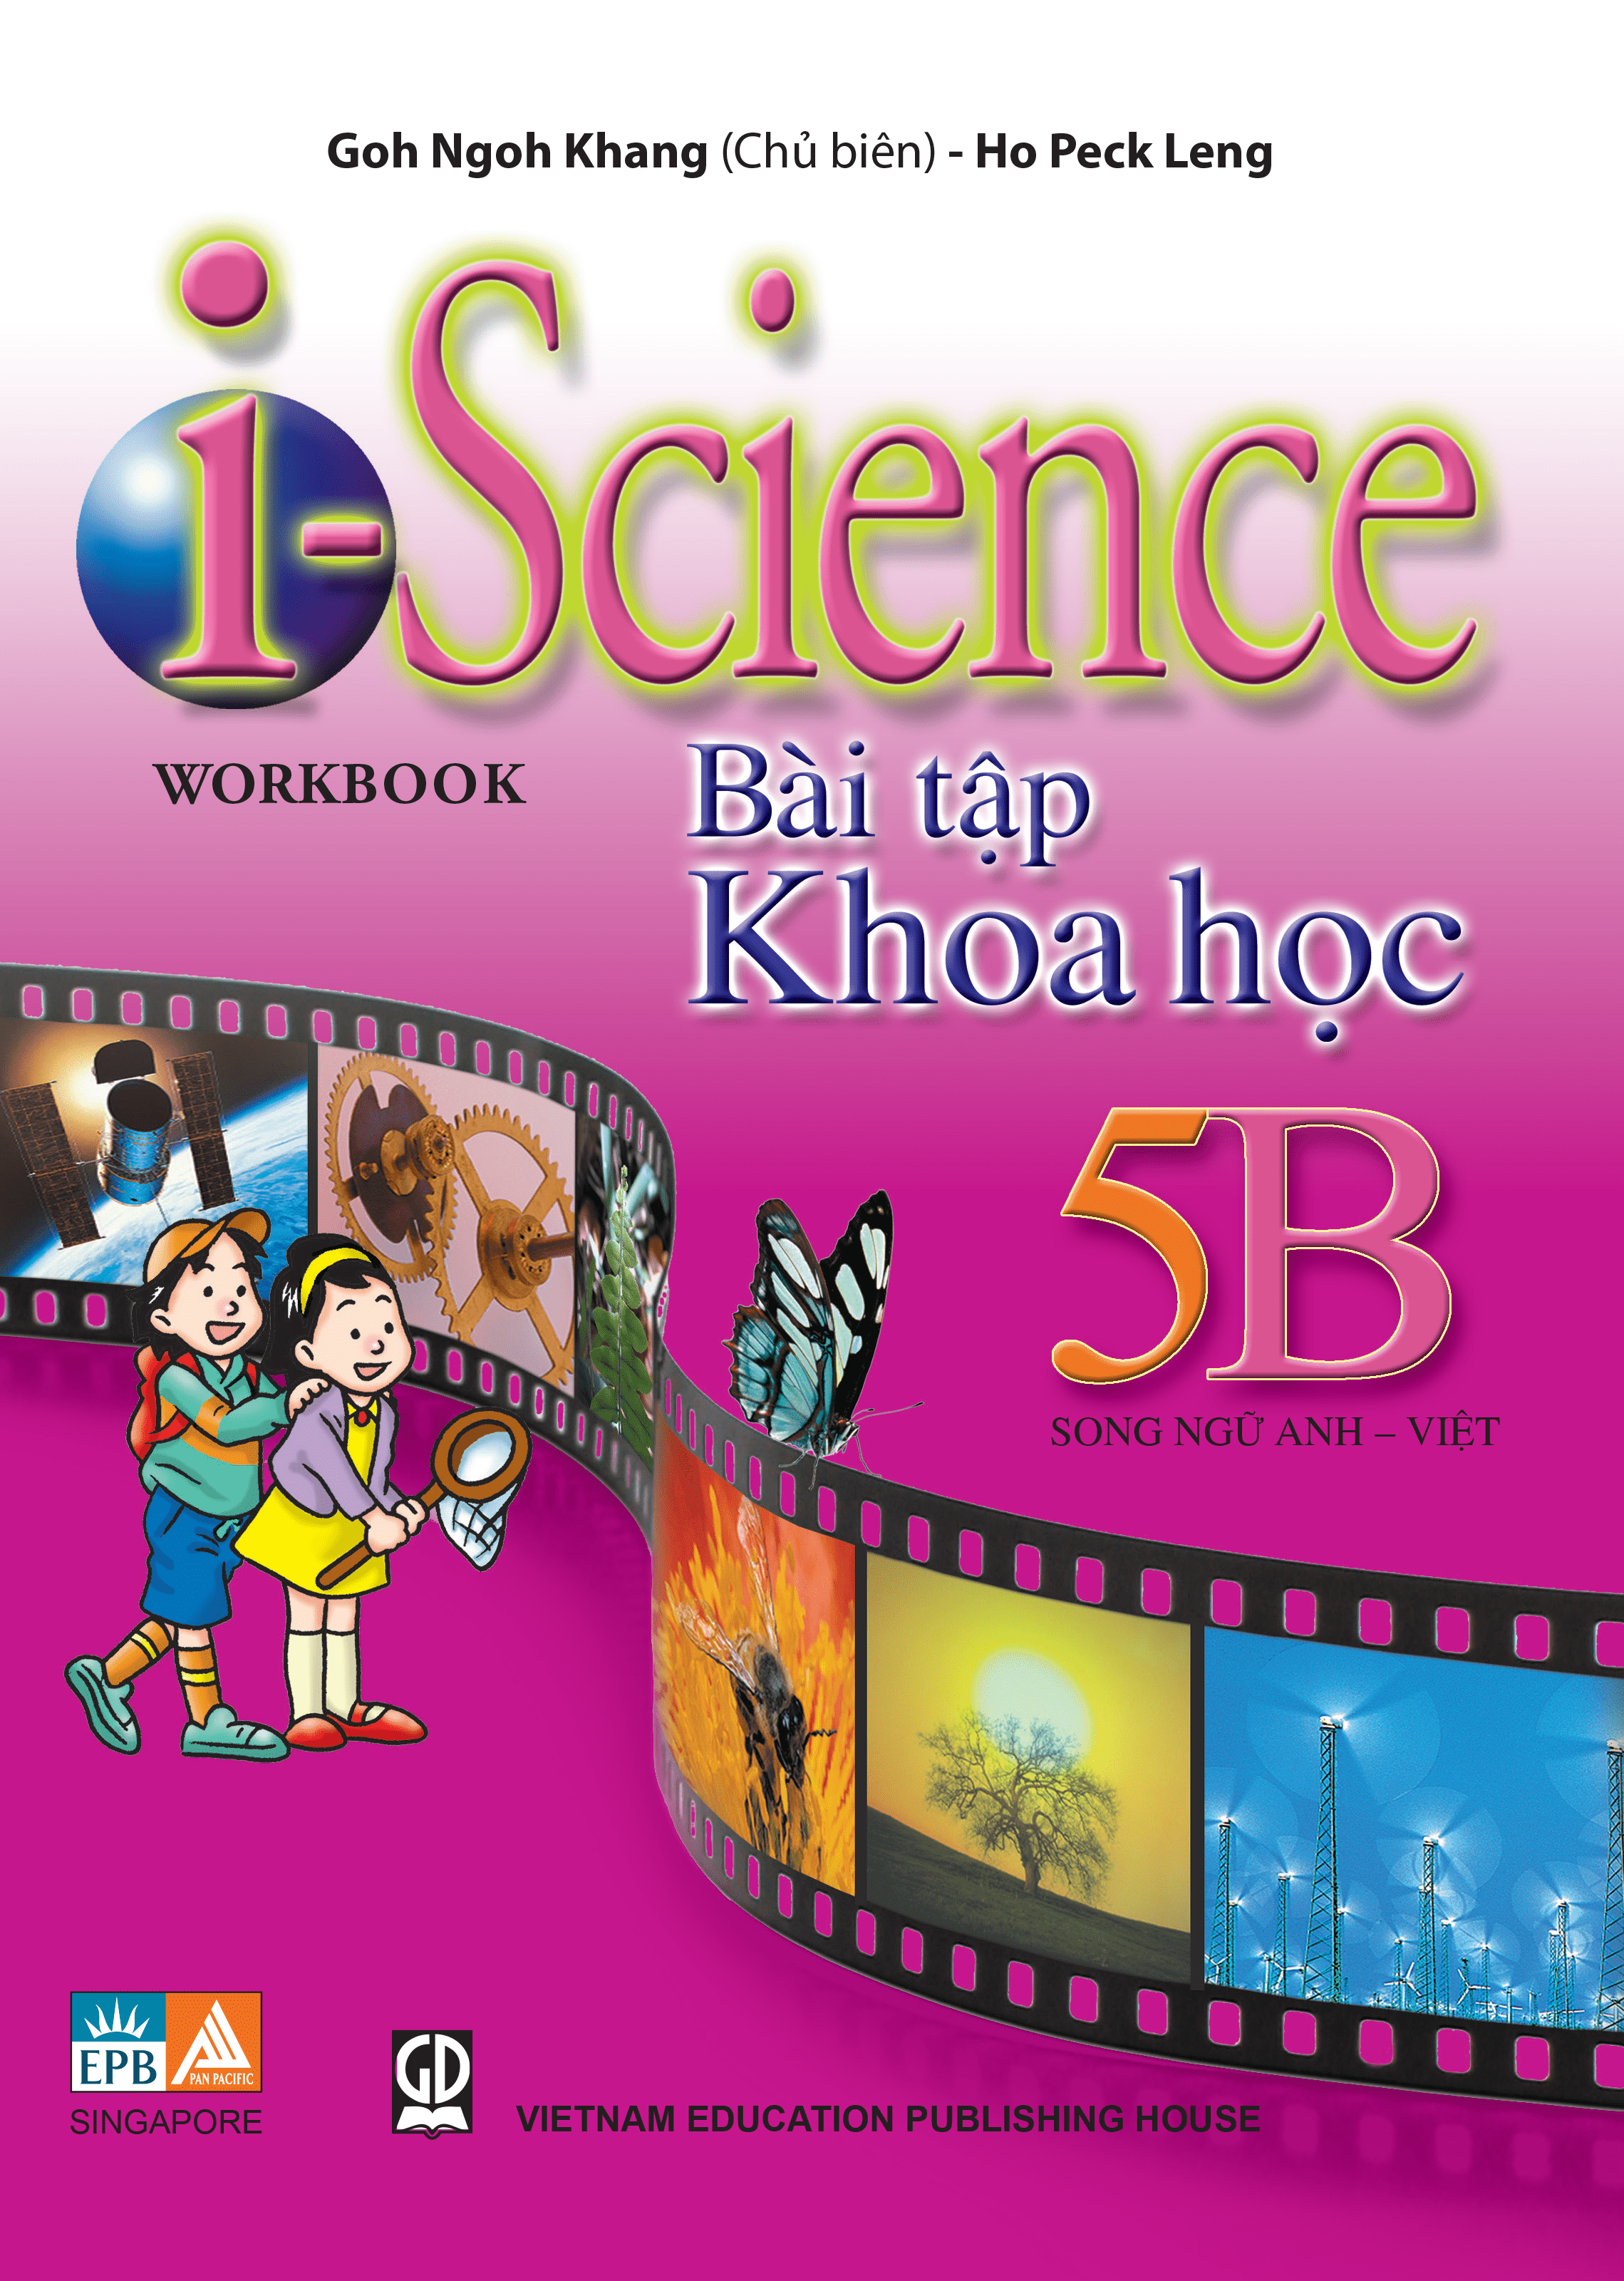 Goh Ngoh Khang (Chủ biên) - Ho Peck Leng
i-Science
WORKBOOK
Bài tập
Khoa học
5B
SONG NGỮ ANH – VIỆT
EPB
PAN PACIFIC
SINGAPORE
GD
VIETNAM EDUCATION PUBLISHING HOUSE